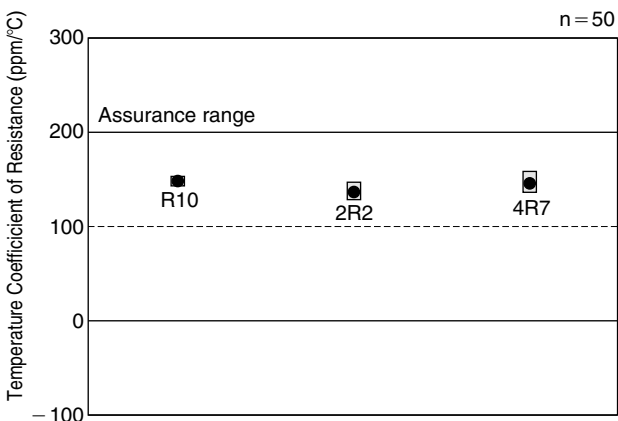 n=50
Temperature Coefficicient of Resistance (ppm/°C)
300
200
100
0
−100
Assurance range
R10
2R2
4R7